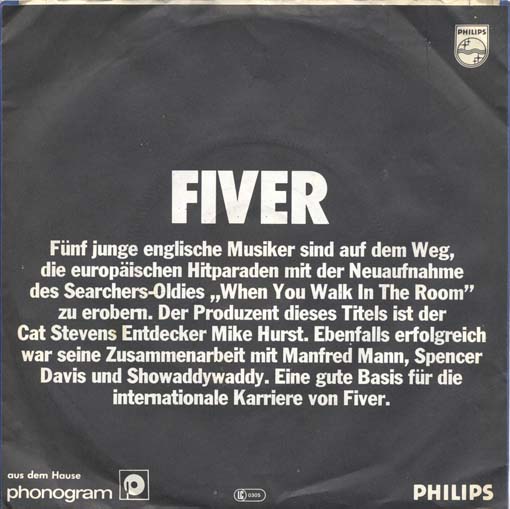 PHILIPS
FIVER
Fünf junge englische Musiker sind auf dem Weg,
die europäischen Hitparaden mit der Neuaufnahme
des Searchers-Oldies „When You Walk In The Room”
zu erobern. Der Produzent dieses Titels ist der
Cat Stevens Entdecker Mike Hurst. Ebenfalls erfolgreich
war seine Zusammenarbeit mit Manfred Mann, Spencer
Davis und Showaddywaddy. Eine gute Basis für die
internationale Karriere von Fiver.
aus dem Hause
phonogram p
LC 0305
PHILIPS